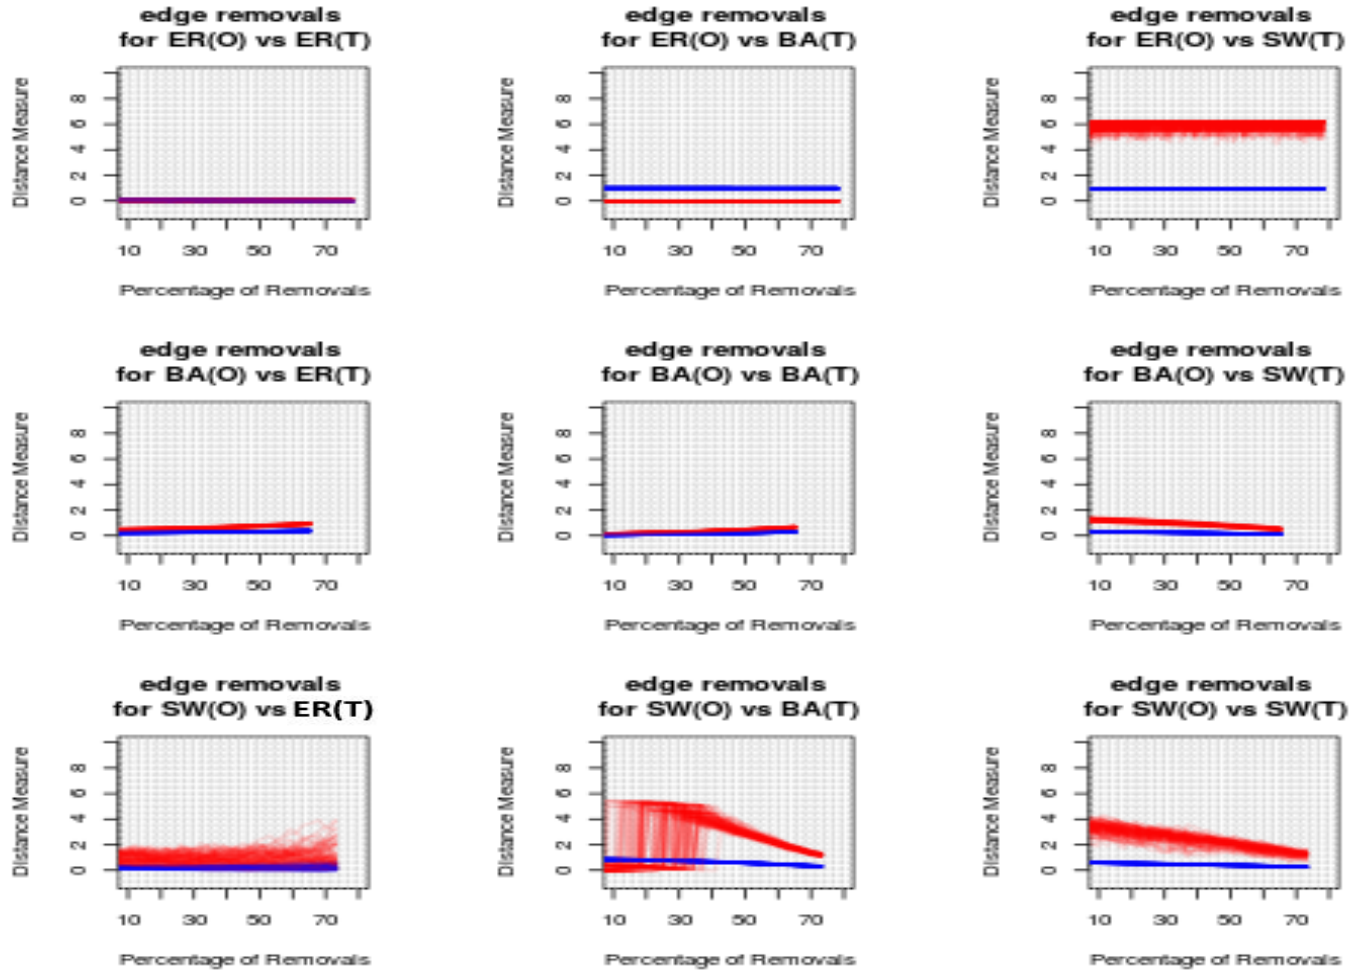 edge removals
for ER(O) vs ER(T)
Distance Measure
0 2 4 6 8
10 30 50 70
Percentage of Removals
edge removals
for ER(O) vs BA(T)
Distance Measure
0 2 4 6 8
10 30 50 70
Percentage of Removals
edge removals
for ER(O) vs SW(T)
Distance Measure
0 2 4 6 8
10 30 50 70
Percentage of Removals
edge removals
for BA(O) vs ER(T)
Distance Measure
0 2 4 6 8
10 30 50 70
Percentage of Removals
edge removals
for BA(O) vs BA(T)
Distance Measure
0 2 4 6 8
10 30 50 70
Percentage of Removals
edge removals
for BA(O) vs SW(T)
Distance Measure
0 2 4 6 8
10 30 50 70
Percentage of Removals
edge removals
for SW(O) vs ER(T)
Distance Measure
0 2 4 6 8
10 30 50 70
Percentage of Removals
edge removals
for SW(O) vs BA(T)
Distance Measure
0 2 4 6 8
10 30 50 70
Percentage of Removals
edge removals
for SW(O) vs SW(T)
Distance Measure
0 2 4 6 8
10 30 50 70
Percentage of Removals